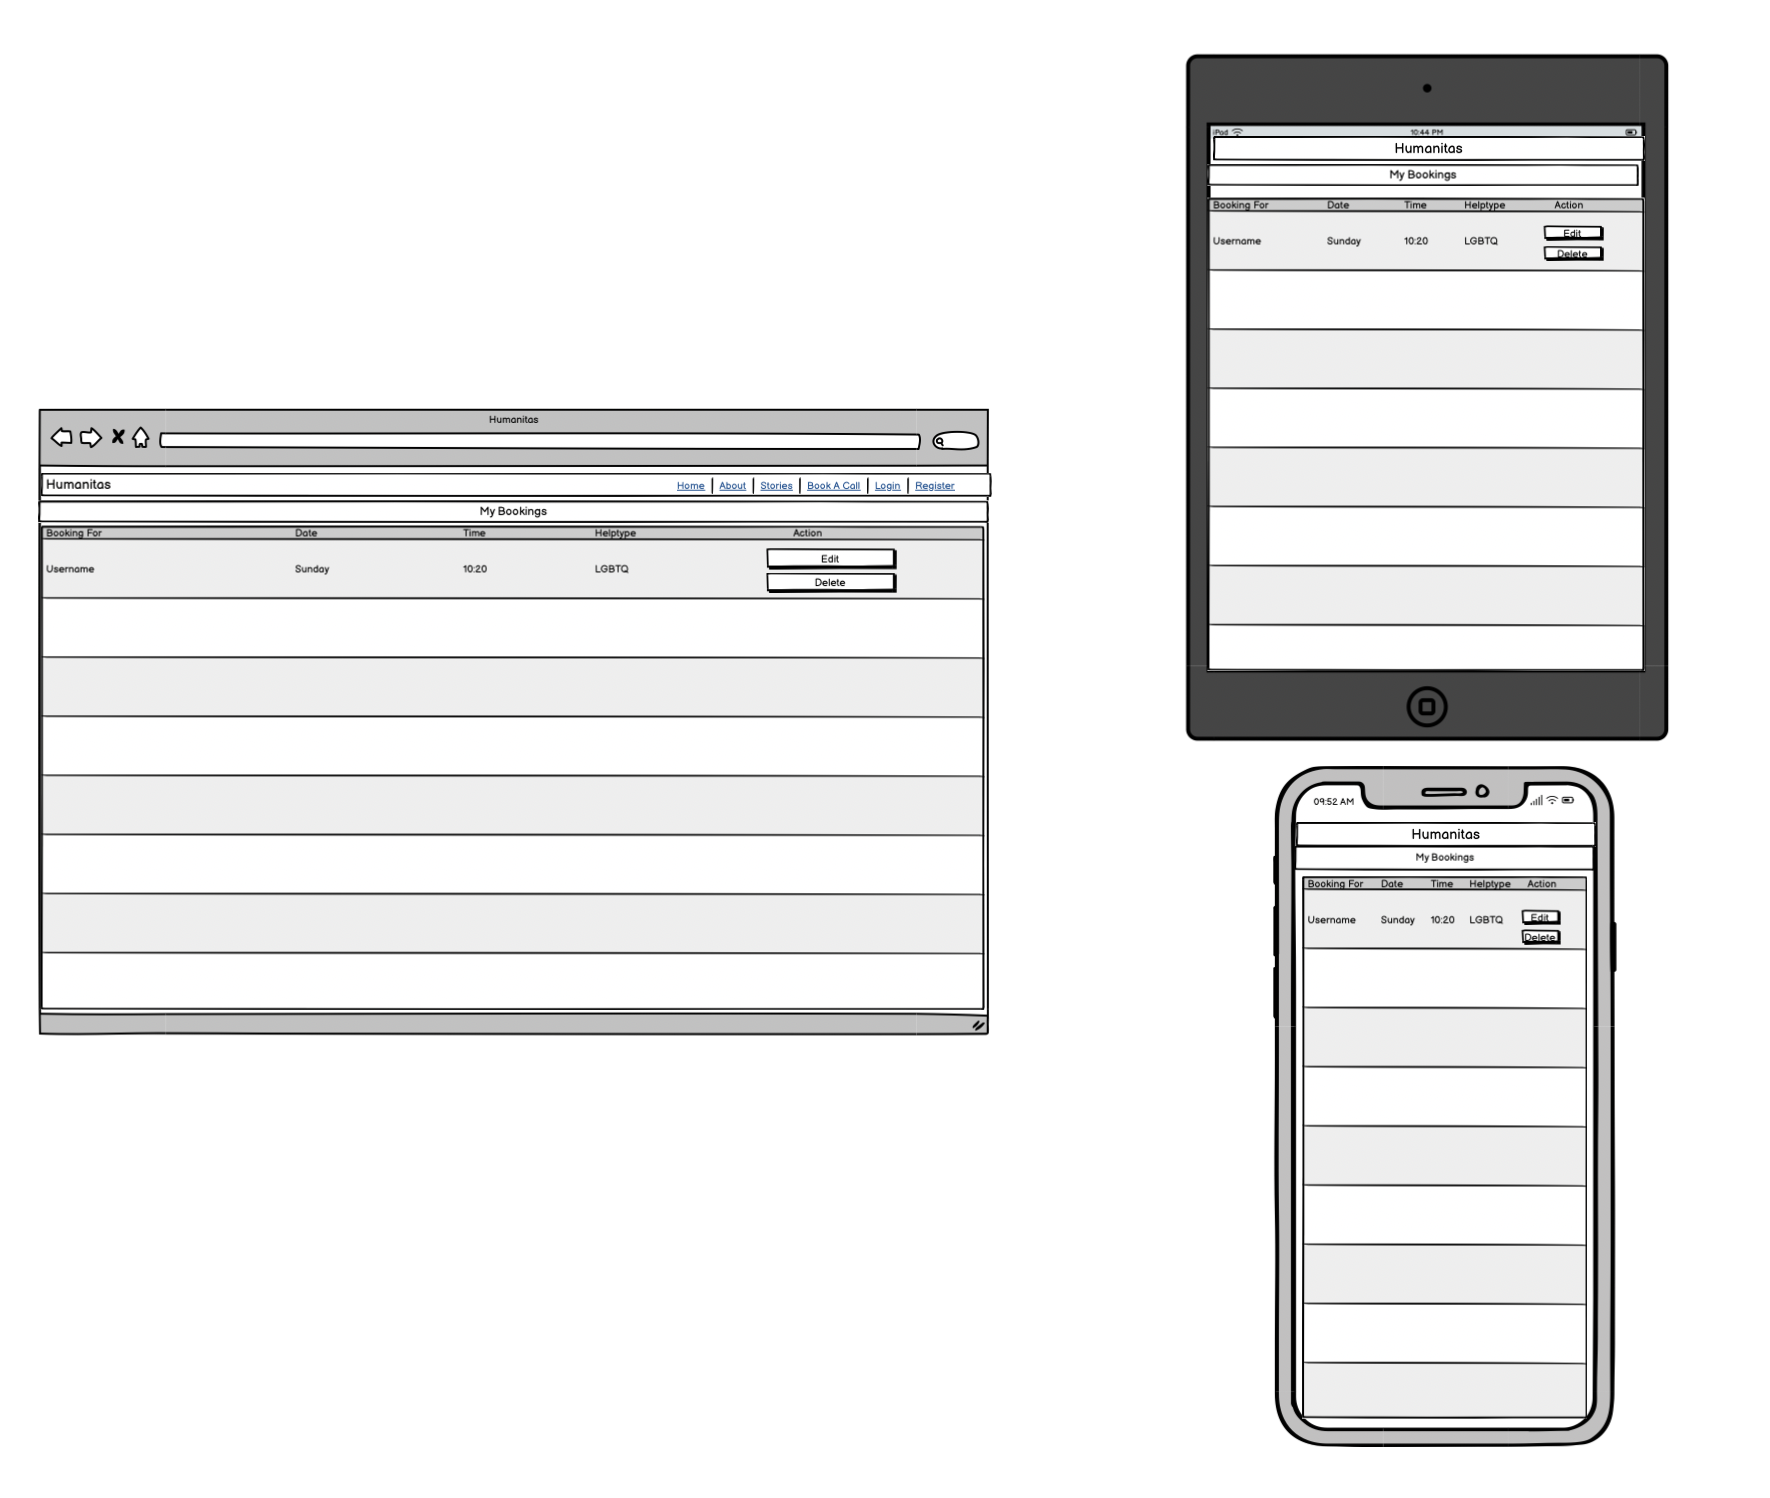 Humanitas
Humanitas Home About Stories Book A Call Login Register
My Bookings
Booking For Date Time Helptype Action
Username Sunday 10:20 LGBTQ Edit
Delete
iPad 10:44 PM
Humanitas
My Bookings
Booking For Date Time Helptype Action
Username Sunday 10:20 LGBTQ Edit
Delete
09:52 AM
Humanitas
My Bookings
Booking For Date Time Helptype Action
Username Sunday 10:20 LGBTQ Edit
Delete